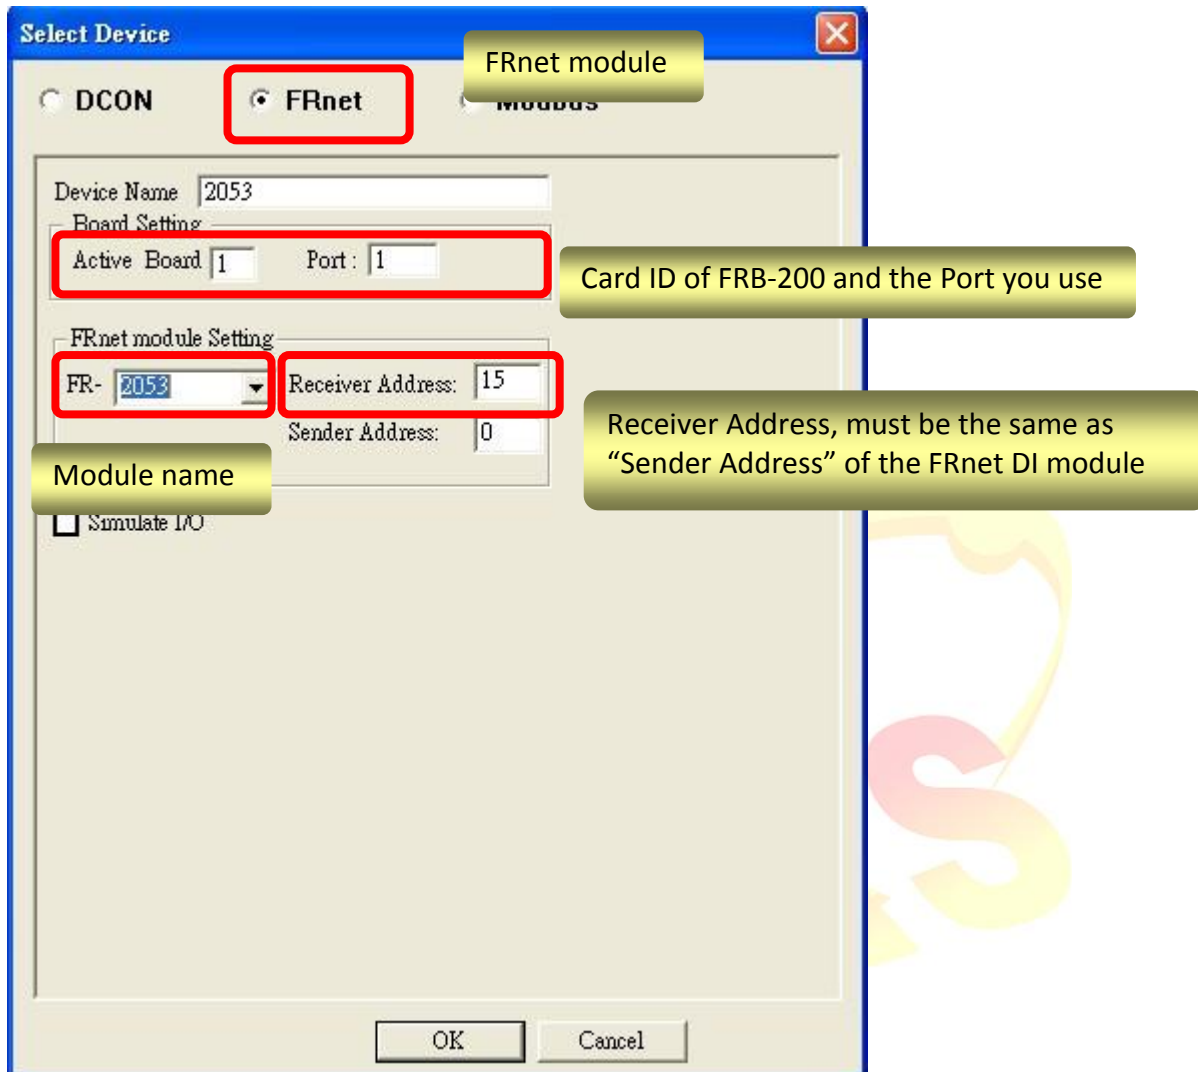 Select Device
FRnet module
DCON FRnet Modbus
Device Name 2053
Board Setting
Active Board 1 Port : 1
Card ID of FRB-200 and the Port you use
FRnet module Setting
FR- 2053 Receiver Address: 15
Sender Address: 0
Receiver Address, must be the same as
“Sender Address” of the FRnet DI module
Module name
Simulate I/O
OK Cancel